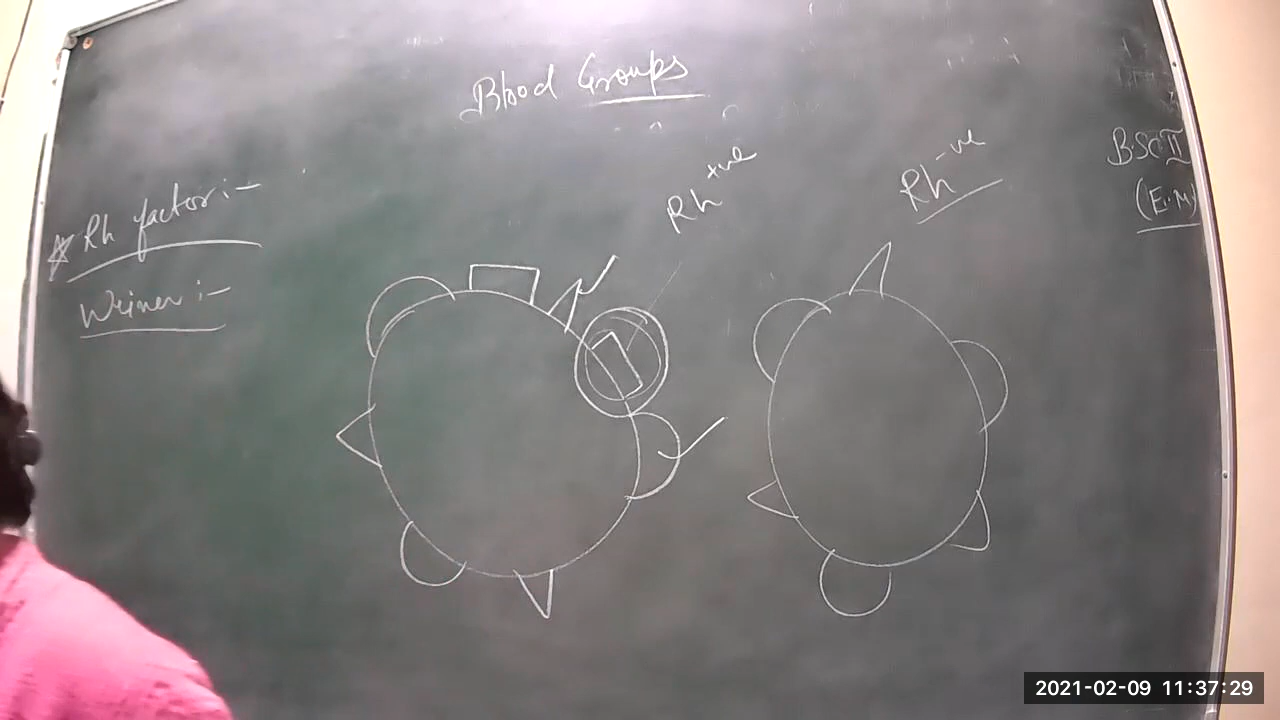 Blood Groups
★ Rh factor :-
Weiner :-
Rh +ve
Rh -ve
B.Sc II
(E.M)
2021-02-09 11:37:29